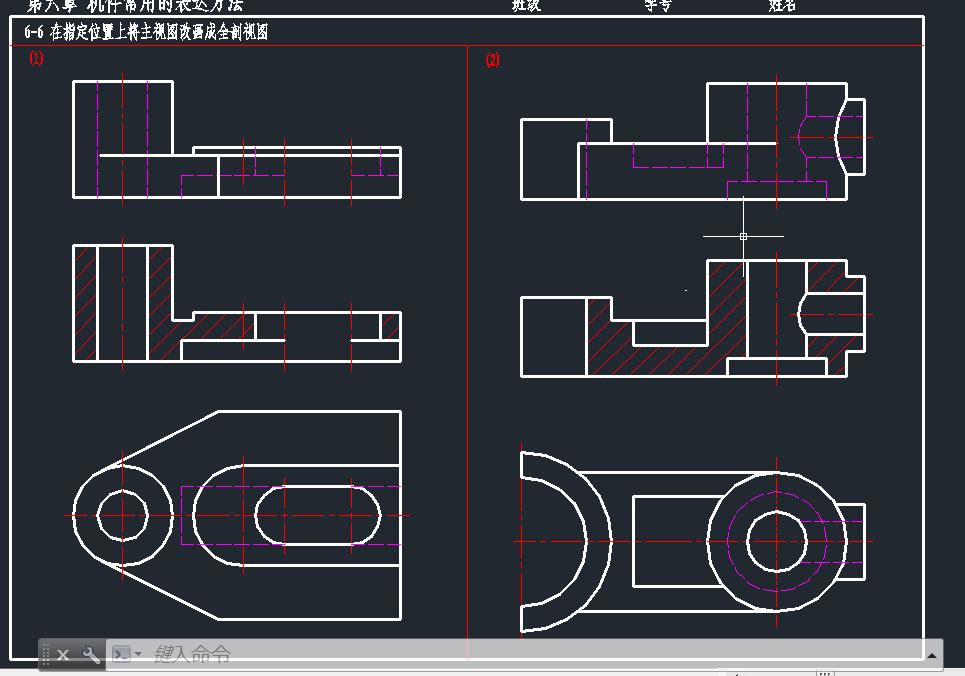 第六章 机件常用的表达方法 班级 学号 姓名
6-6 在指定位置上将主视图改画成全剖视图
(1) (2)
键入命令